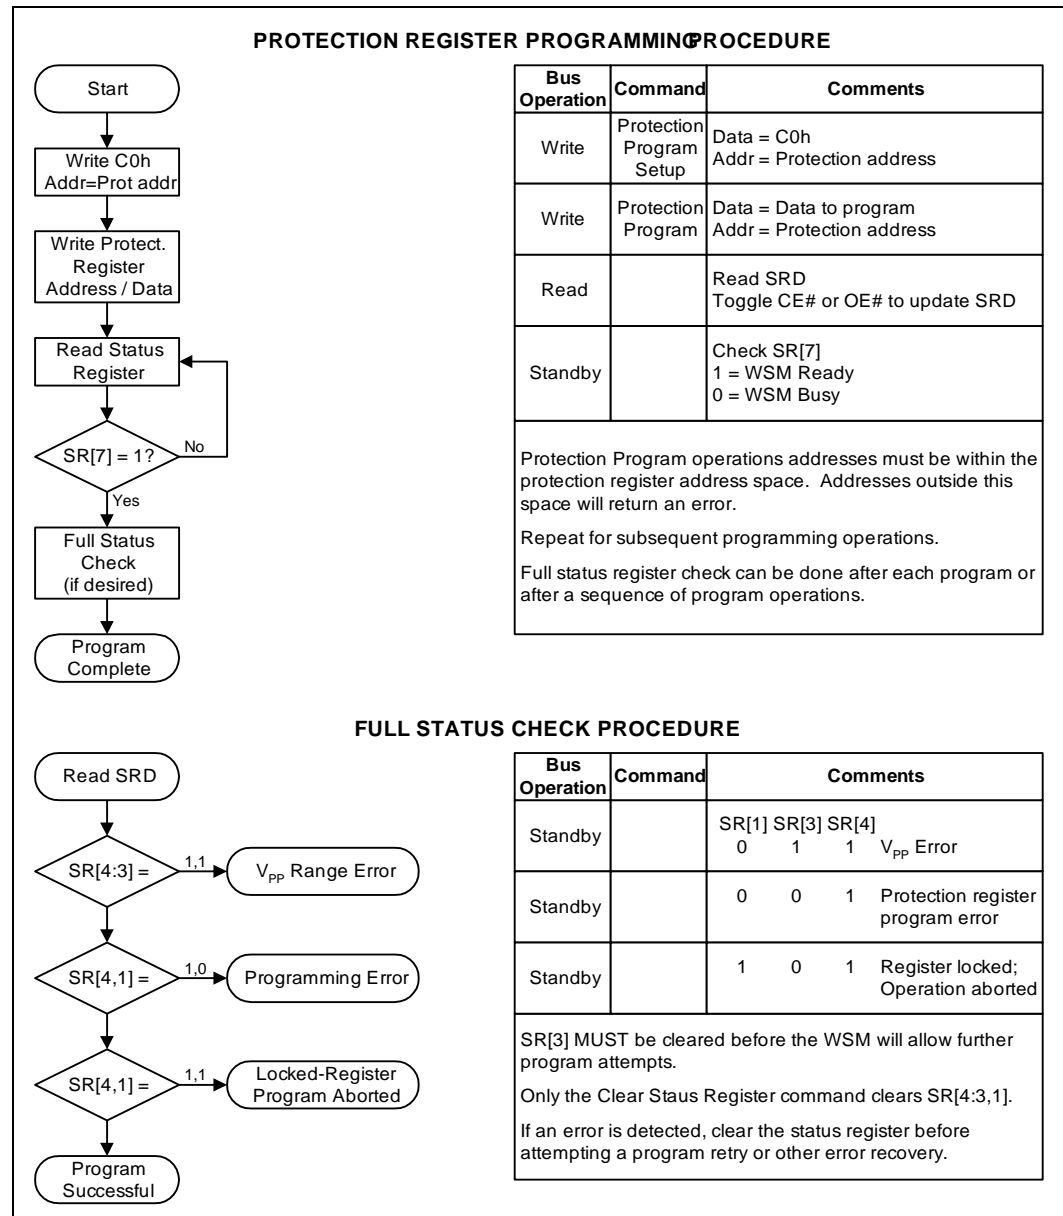 PROTECTION REGISTER PROGRAMMING PROCEDURE
Start
Write C0h
Addr=Prot addr
Write Protect.
Register
Address / Data
Read Status
Register
SR[7] = 1?
No
Yes
Full Status
Check
(if desired)
Program
Complete
Bus
Operation
Command
Comments
Write
Protection
Program
Setup
Data = C0h
Addr = Protection address
Write
Protection
Program
Data = Data to program
Addr = Protection address
Read
Read SRD
Toggle CE# or OE# to update SRD
Standby
Check SR[7]
1 = WSM Ready
0 = WSM Busy
Protection Program operations addresses must be within the
protection register address space. Addresses outside this
space will return an error.
Repeat for subsequent programming operations.
Full status register check can be done after each program or
after a sequence of program operations.
FULL STATUS CHECK PROCEDURE
Read SRD
SR[4:3] =
1,1
VPP Range Error
SR[4,1] =
1,0
Programming Error
SR[4,1] =
1,1
Locked-Register
Program Aborted
Program
Successful
Bus
Operation
Command
Comments
Standby
SR[1] SR[3] SR[4]
0 1 1 VPP Error
Standby
0 0 1 Protection register
program error
Standby
1 0 1 Register locked;
Operation aborted
SR[3] MUST be cleared before the WSM will allow further
program attempts.
Only the Clear Staus Register command clears SR[4:3,1].
If an error is detected, clear the status register before
attempting a program retry or other error recovery.